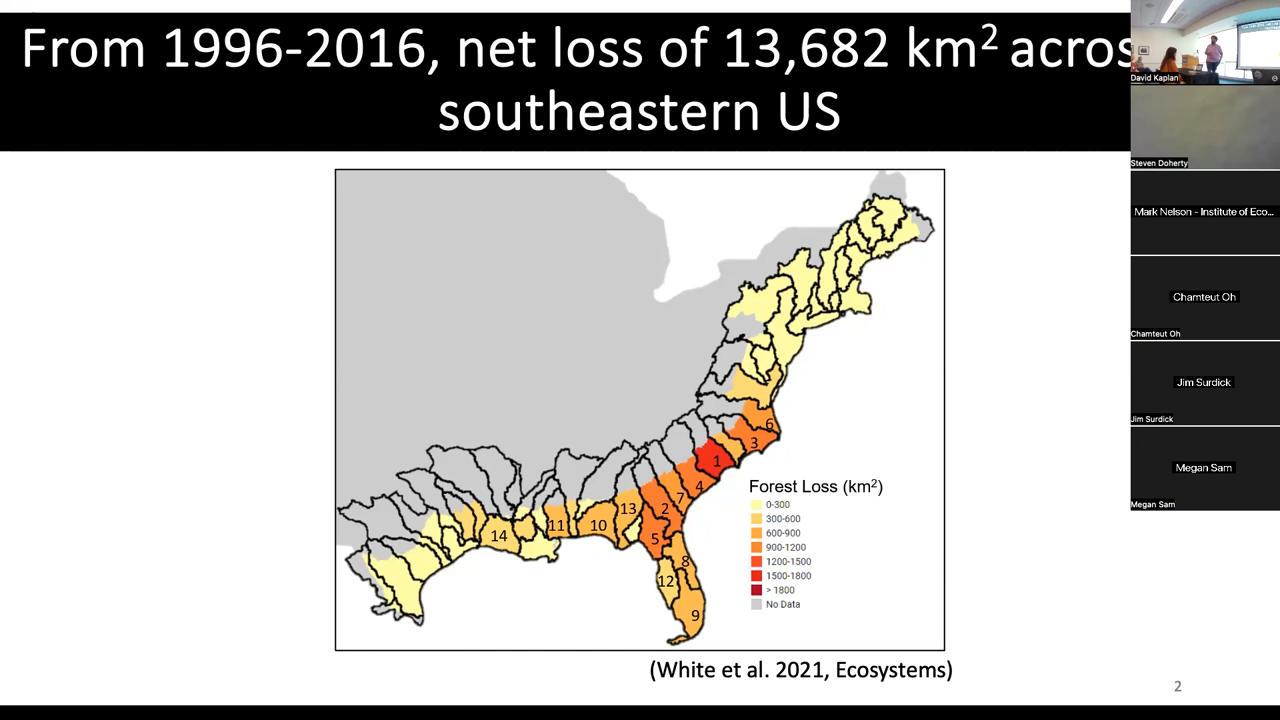 From 1996-2016, net loss of 13,682 km² acros
southeastern US
6
3
1
4
7
2
13
5
10
11
14
8
12
9
Forest Loss (km²)
0-300
300-600
600-900
900-1200
1200-1500
1500-1800
> 1800
No Data
(White et al. 2021, Ecosystems)
2
David Kaplan
Steven Doherty
Mark Nelson - Institute of Eco...
Chamteut Oh
Chamteut Oh
Jim Surdick
Jim Surdick
Megan Sam
Megan Sam